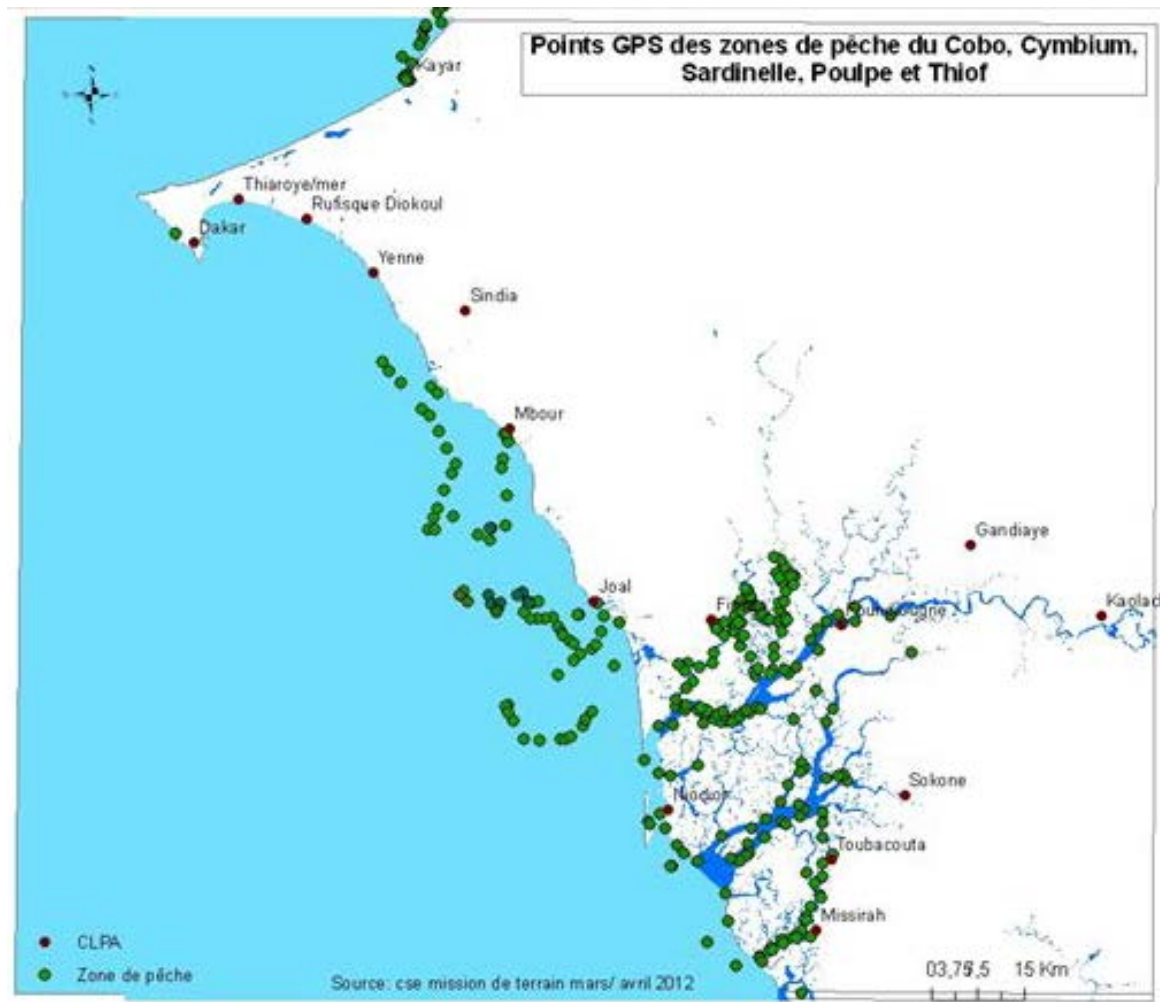 Points GPS des zones de pêche du Cobo, Cymbium,
Sardinelle, Poulpe et Thiof
Kayar
Thiaroye/mer
Rufisque Diokoul
Dakar
Yenne
Sindia
Mbour
Gandiaye
Joal
Kaolack
Niodior
Sokone
Toubacouta
Missirah
CLPA
Zone de pêche
Source: cse mission de terrain mars/ avril 2012
15 Km